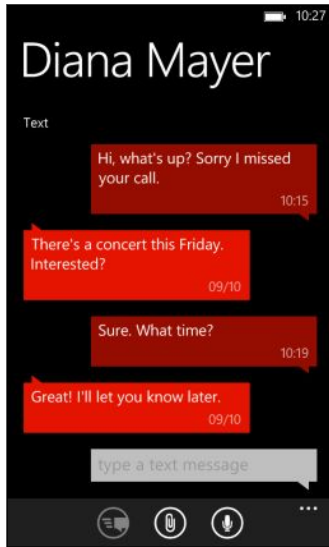 10:27
Diana Mayer
Text
Hi, what's up? Sorry I missed
your call.
10:15
There's a concert this Friday.
Interested?
09/10
Sure. What time?
10:19
Great! I'll let you know later.
09/10
type a text message